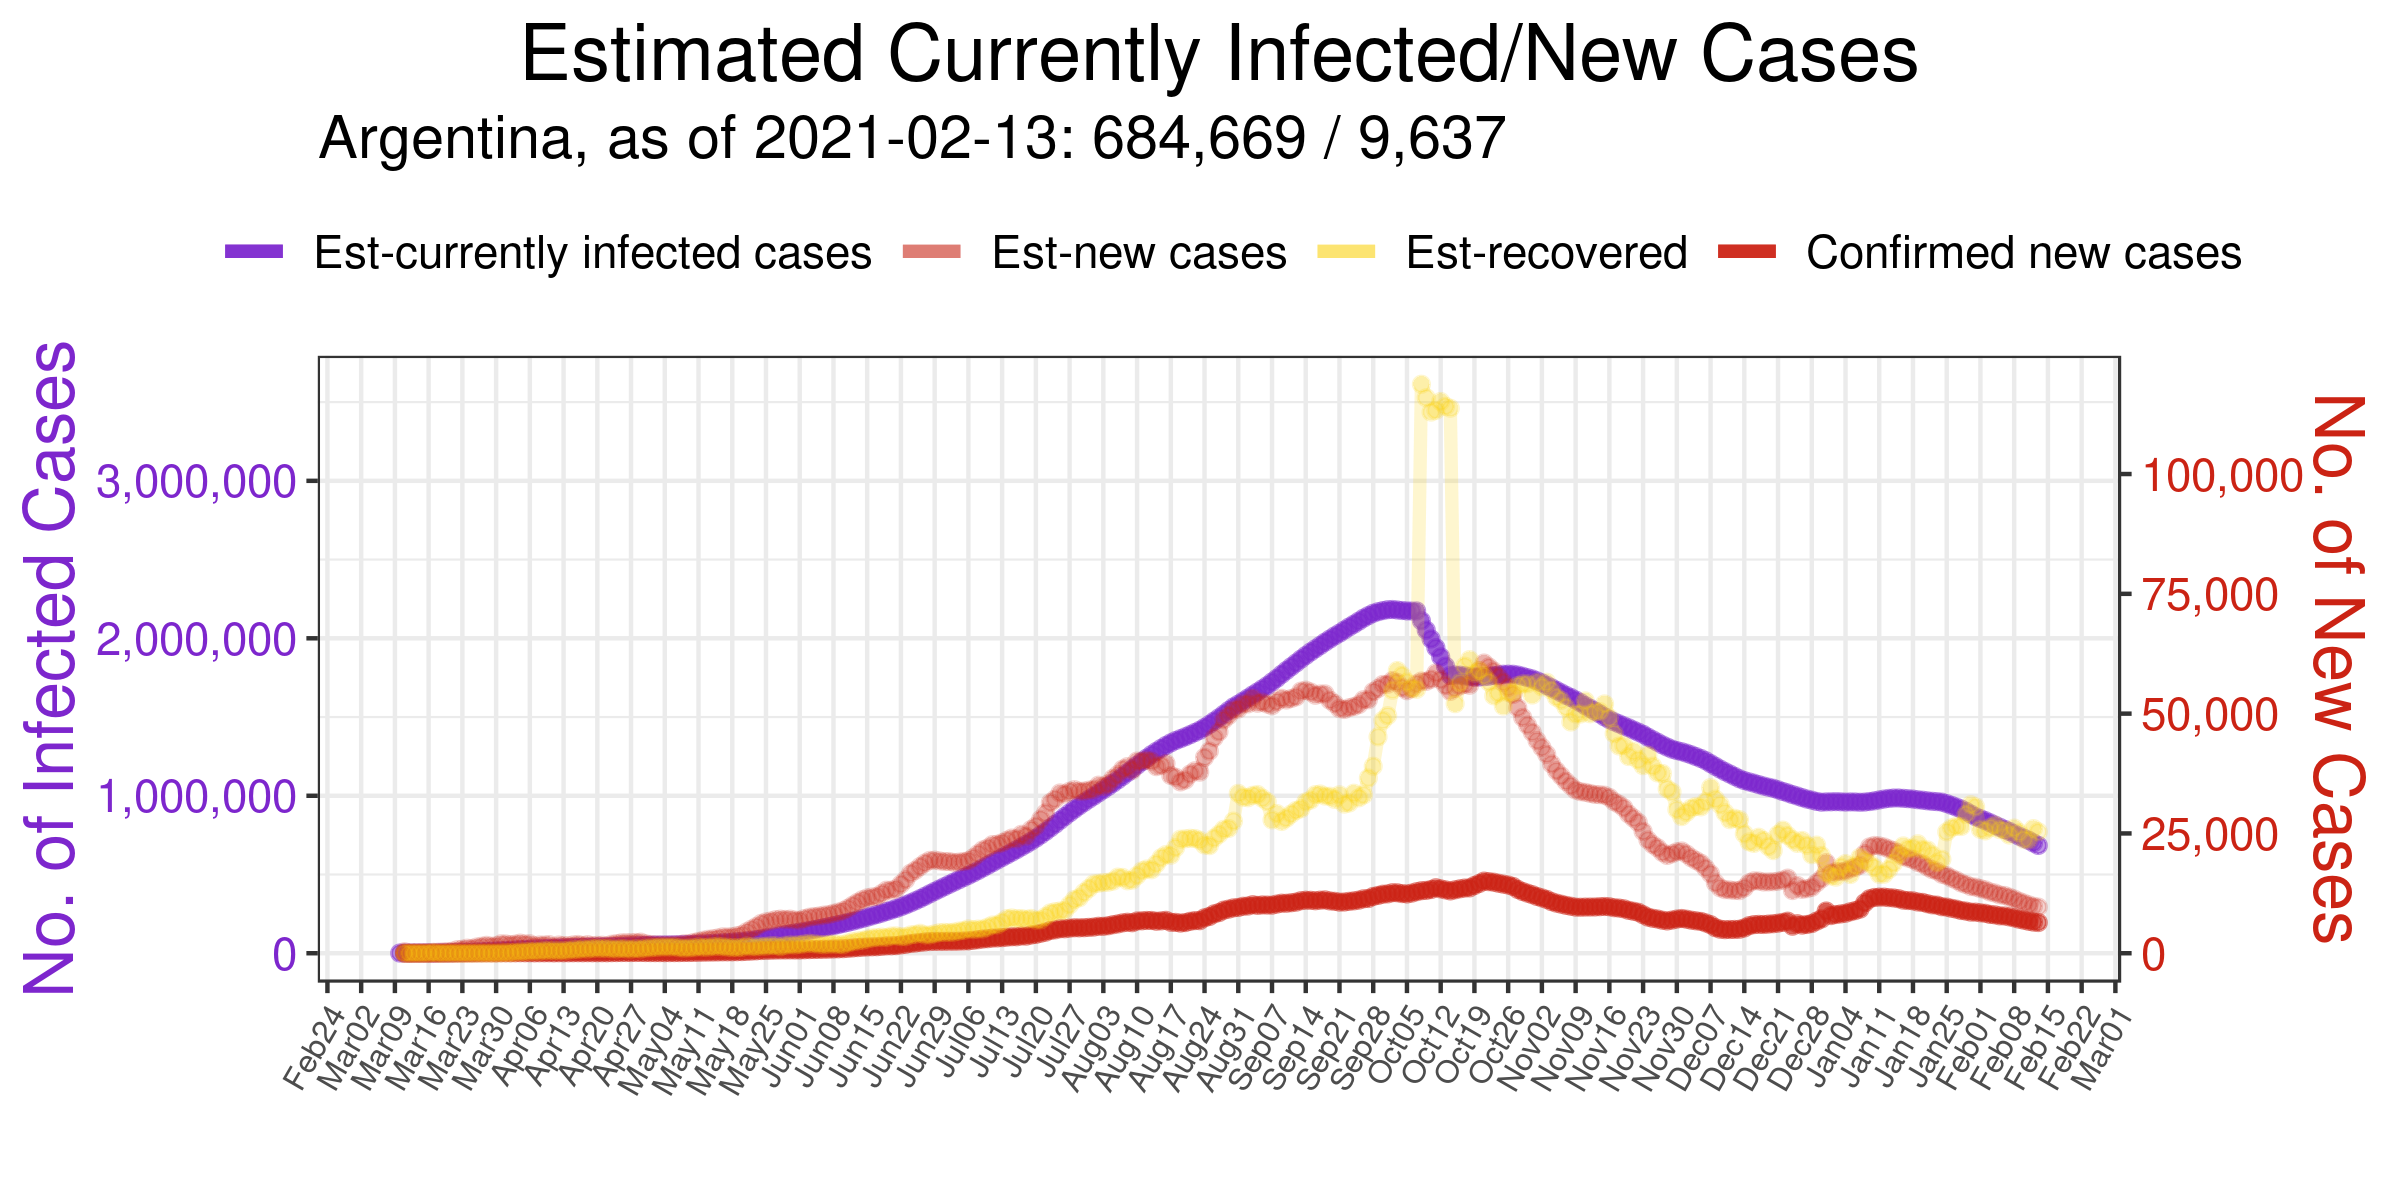 Estimated Currently Infected/New Cases
Argentina, as of 2021-02-13: 684,669 / 9,637
Est-currently infected cases Est-new cases Est-recovered Confirmed new cases
No. of Infected Cases
3,000,000
2,000,000
1,000,000
0
100,000
75,000
50,000
25,000
0
No. of New Cases
Feb24 Mar02 Mar09 Mar16 Mar23 Mar30 Apr06 Apr13 Apr20 Apr27 May04 May11 May18 May25 Jun01 Jun08 Jun15 Jun22 Jun29 Jul06 Jul13 Jul20 Jul27 Aug03 Aug10 Aug17 Aug24 Aug31 Sep07 Sep14 Sep21 Sep28 Oct05 Oct12 Oct19 Oct26 Nov02 Nov09 Nov16 Nov23 Nov30 Dec07 Dec14 Dec21 Dec28 Jan04 Jan11 Jan18 Jan25 Feb01 Feb08 Feb15 Feb22 Mar01